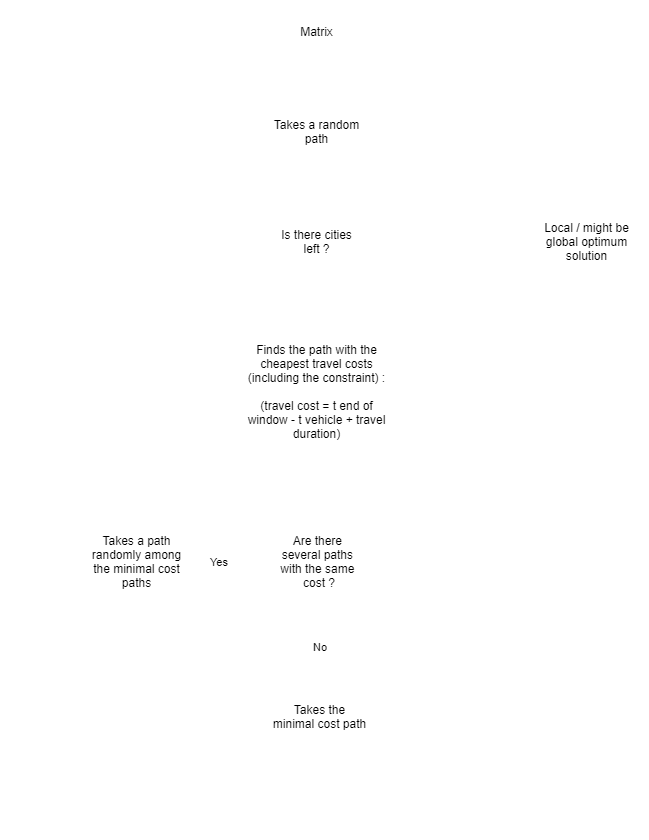 Matrix
Takes a random
path
Is there cities
left ?
Local / might be
global optimum
solution
Finds the path with the
cheapest travel costs
(including the constraint) :
(travel cost = t end of
window - t vehicle + travel
duration)
Takes a path
randomly among
the minimal cost
paths
Yes
Are there
several paths
with the same
cost ?
No
Takes the
minimal cost path